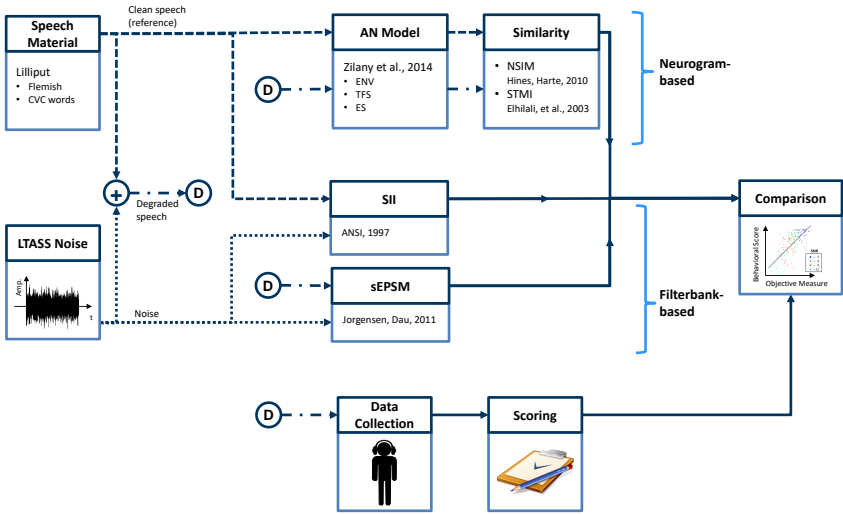 Clean speech
(reference)
Speech
Material
Lilliput
• Flemish
• CVC words
AN Model
Zilany et al., 2014
• ENV
• TFS
• ES
Similarity
• NSIM
Hines, Harte, 2010
• STMI
Elhilali, et al., 2003
Neurogram-
based
D
+
D
Degraded
speech
SII
ANSI, 1997
Comparison
Behavioral Score
SNR
Objective Measure
LTASS Noise
Amp.
t
Noise
D
sEPSM
Jorgensen, Dau, 2011
Filterbank-
based
D
Data
Collection
Scoring